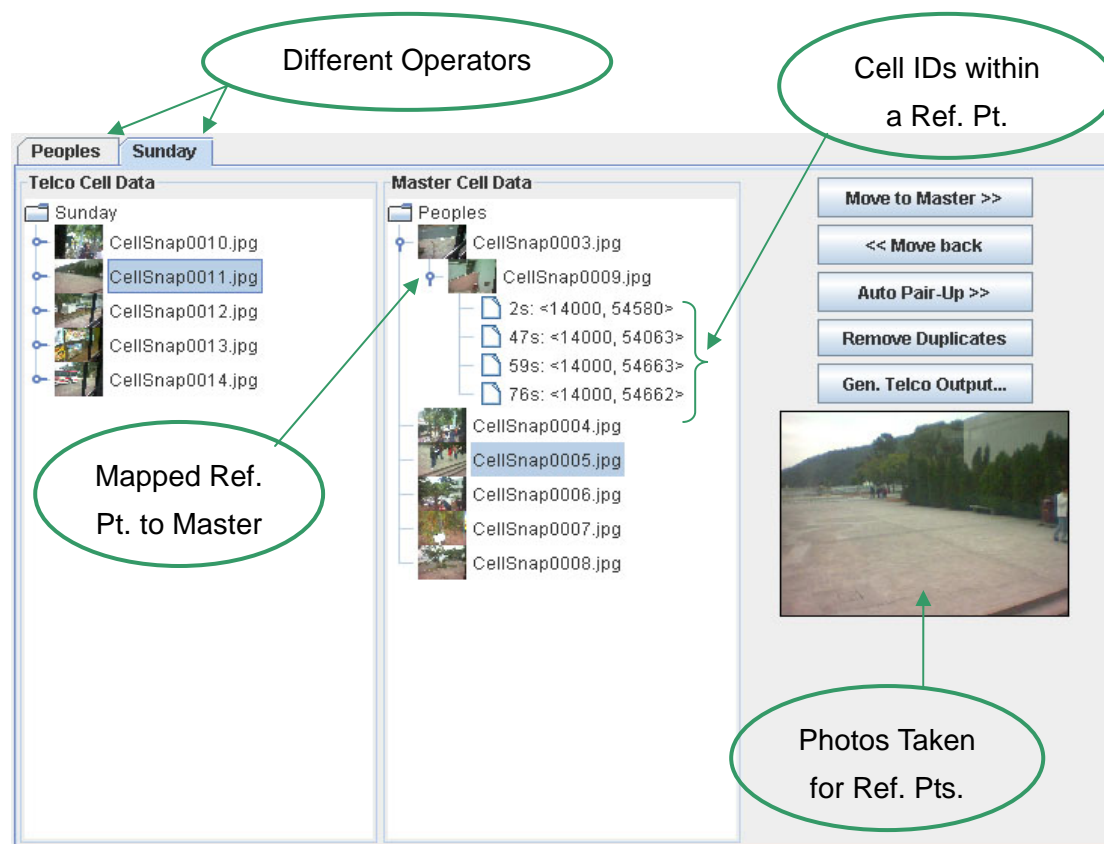 Different Operators
Cell IDs within
a Ref. Pt.
Peoples
Sunday
Telco Cell Data
Sunday
CellSnap0010.jpg
CellSnap0011.jpg
CellSnap0012.jpg
CellSnap0013.jpg
CellSnap0014.jpg
Mapped Ref.
Pt. to Master
Master Cell Data
Peoples
CellSnap0003.jpg
CellSnap0009.jpg
2s: <14000, 54580>
47s: <14000, 54063>
59s: <14000, 54663>
76s: <14000, 54662>
CellSnap0004.jpg
CellSnap0005.jpg
CellSnap0006.jpg
CellSnap0007.jpg
CellSnap0008.jpg
Move to Master >>
<< Move back
Auto Pair-Up >>
Remove Duplicates
Gen. Telco Output...
Photos Taken
for Ref. Pts.